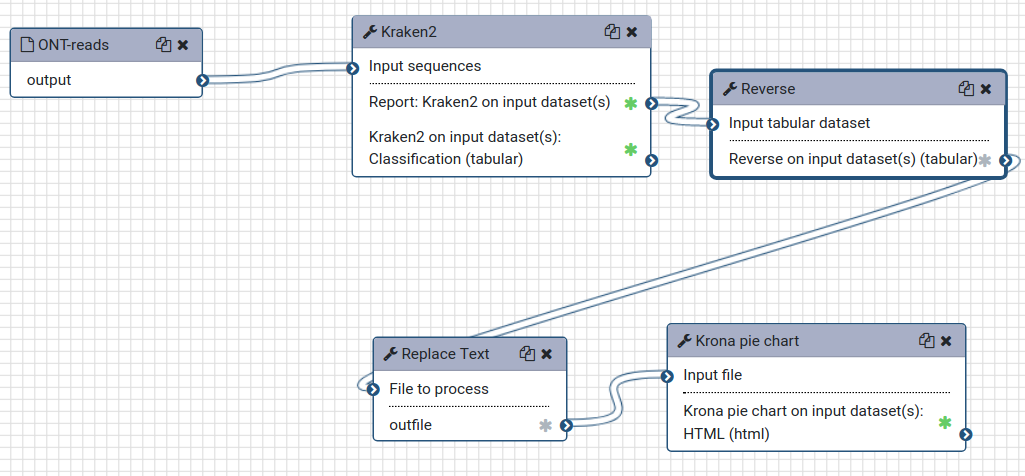 ONT-reads
output
Kraken2
Input sequences
Report: Kraken2 on input dataset(s)
Kraken2 on input dataset(s):
Classification (tabular)
Reverse
Input tabular dataset
Reverse on input dataset(s) (tabular)
Replace Text
File to process
outfile
Krona pie chart
Input file
Krona pie chart on input dataset(s):
HTML (html)